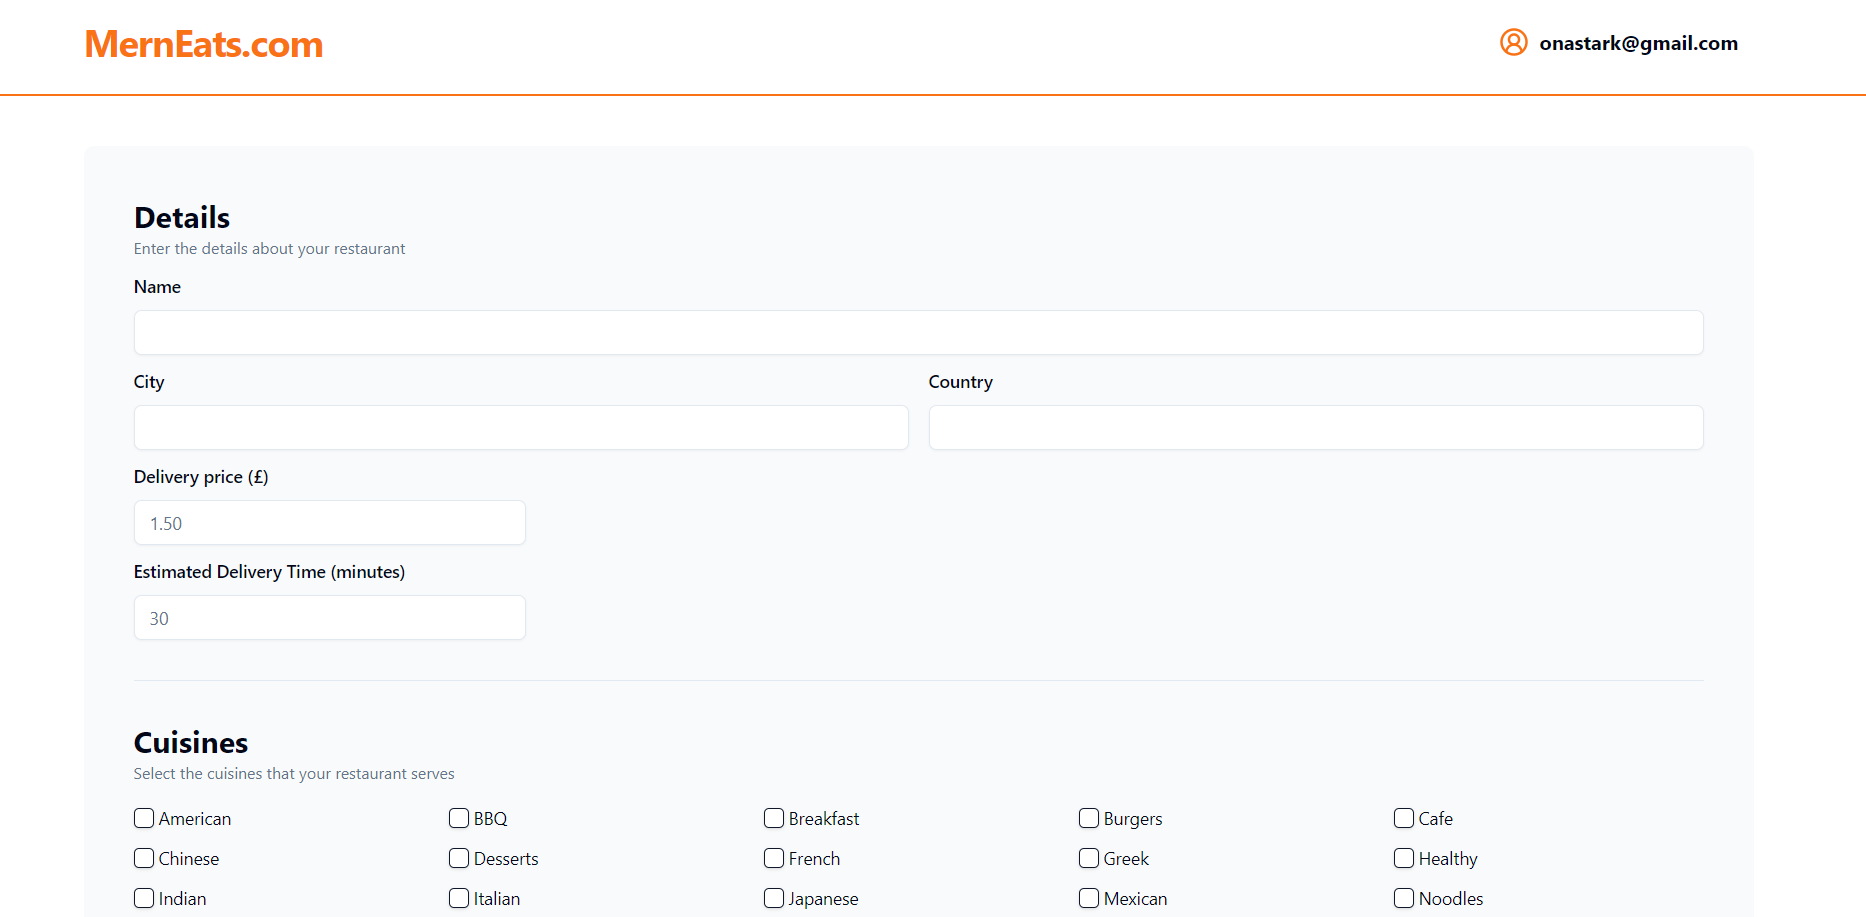 MernEats.com
onastark@gmail.com
Details
Enter the details about your restaurant
Name
City
Country
Delivery price (£)
1.50
Estimated Delivery Time (minutes)
30
Cuisines
Select the cuisines that your restaurant serves
American BBQ Breakfast Burgers Cafe
Chinese Desserts French Greek Healthy
Indian Italian Japanese Mexican Noodles